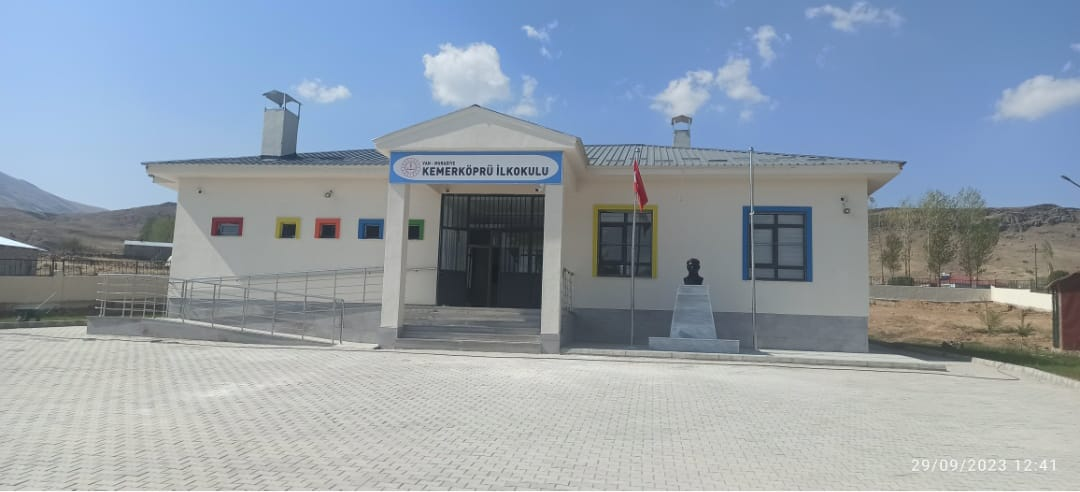 VAN - MURADİYE
KEMERKÖPRÜ İLKOKULU
29/09/2023 12:41